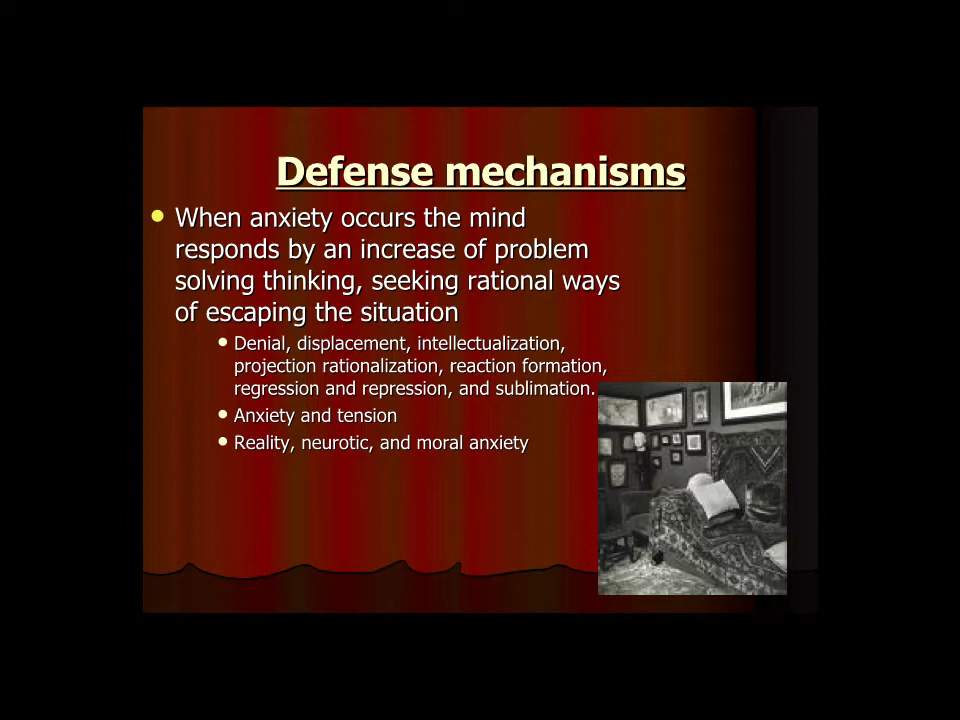 Defense mechanisms
When anxiety occurs the mind
responds by an increase of problem
solving thinking, seeking rational ways
of escaping the situation
Denial, displacement, intellectualization,
projection rationalization, reaction formation,
regression and repression, and sublimation.
Anxiety and tension
Reality, neurotic, and moral anxiety